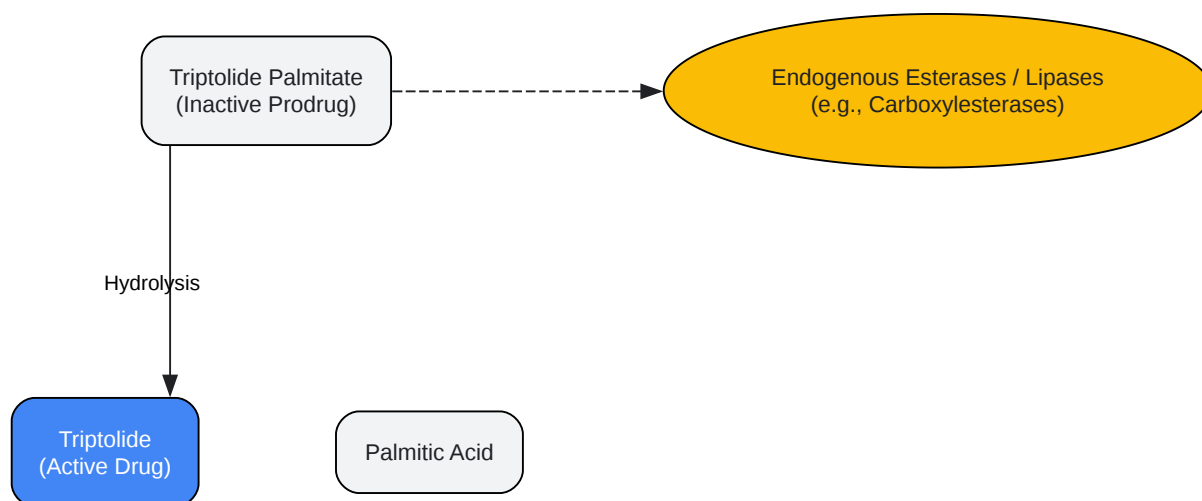 Triptolide Palmitate
(Inactive Prodrug)
Endogenous Esterases / Lipases
(e.g., Carboxylesterases)
Hydrolysis
Triptolide
(Active Drug)
Palmitic Acid